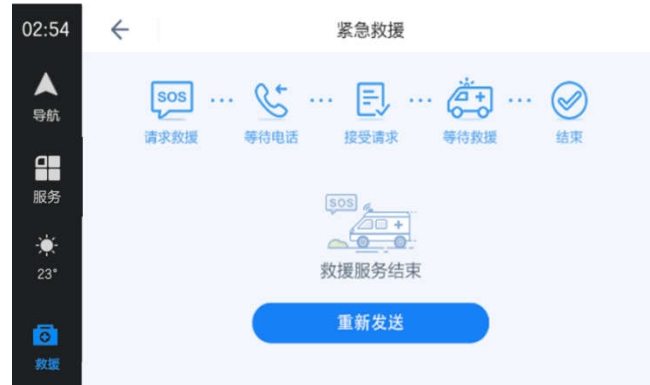 02:54
紧急救援
导航
服务
23°
救援
SOS
请求救援
等待电话
接受请求
等待救援
结束
SOS
救援服务结束
重新发送